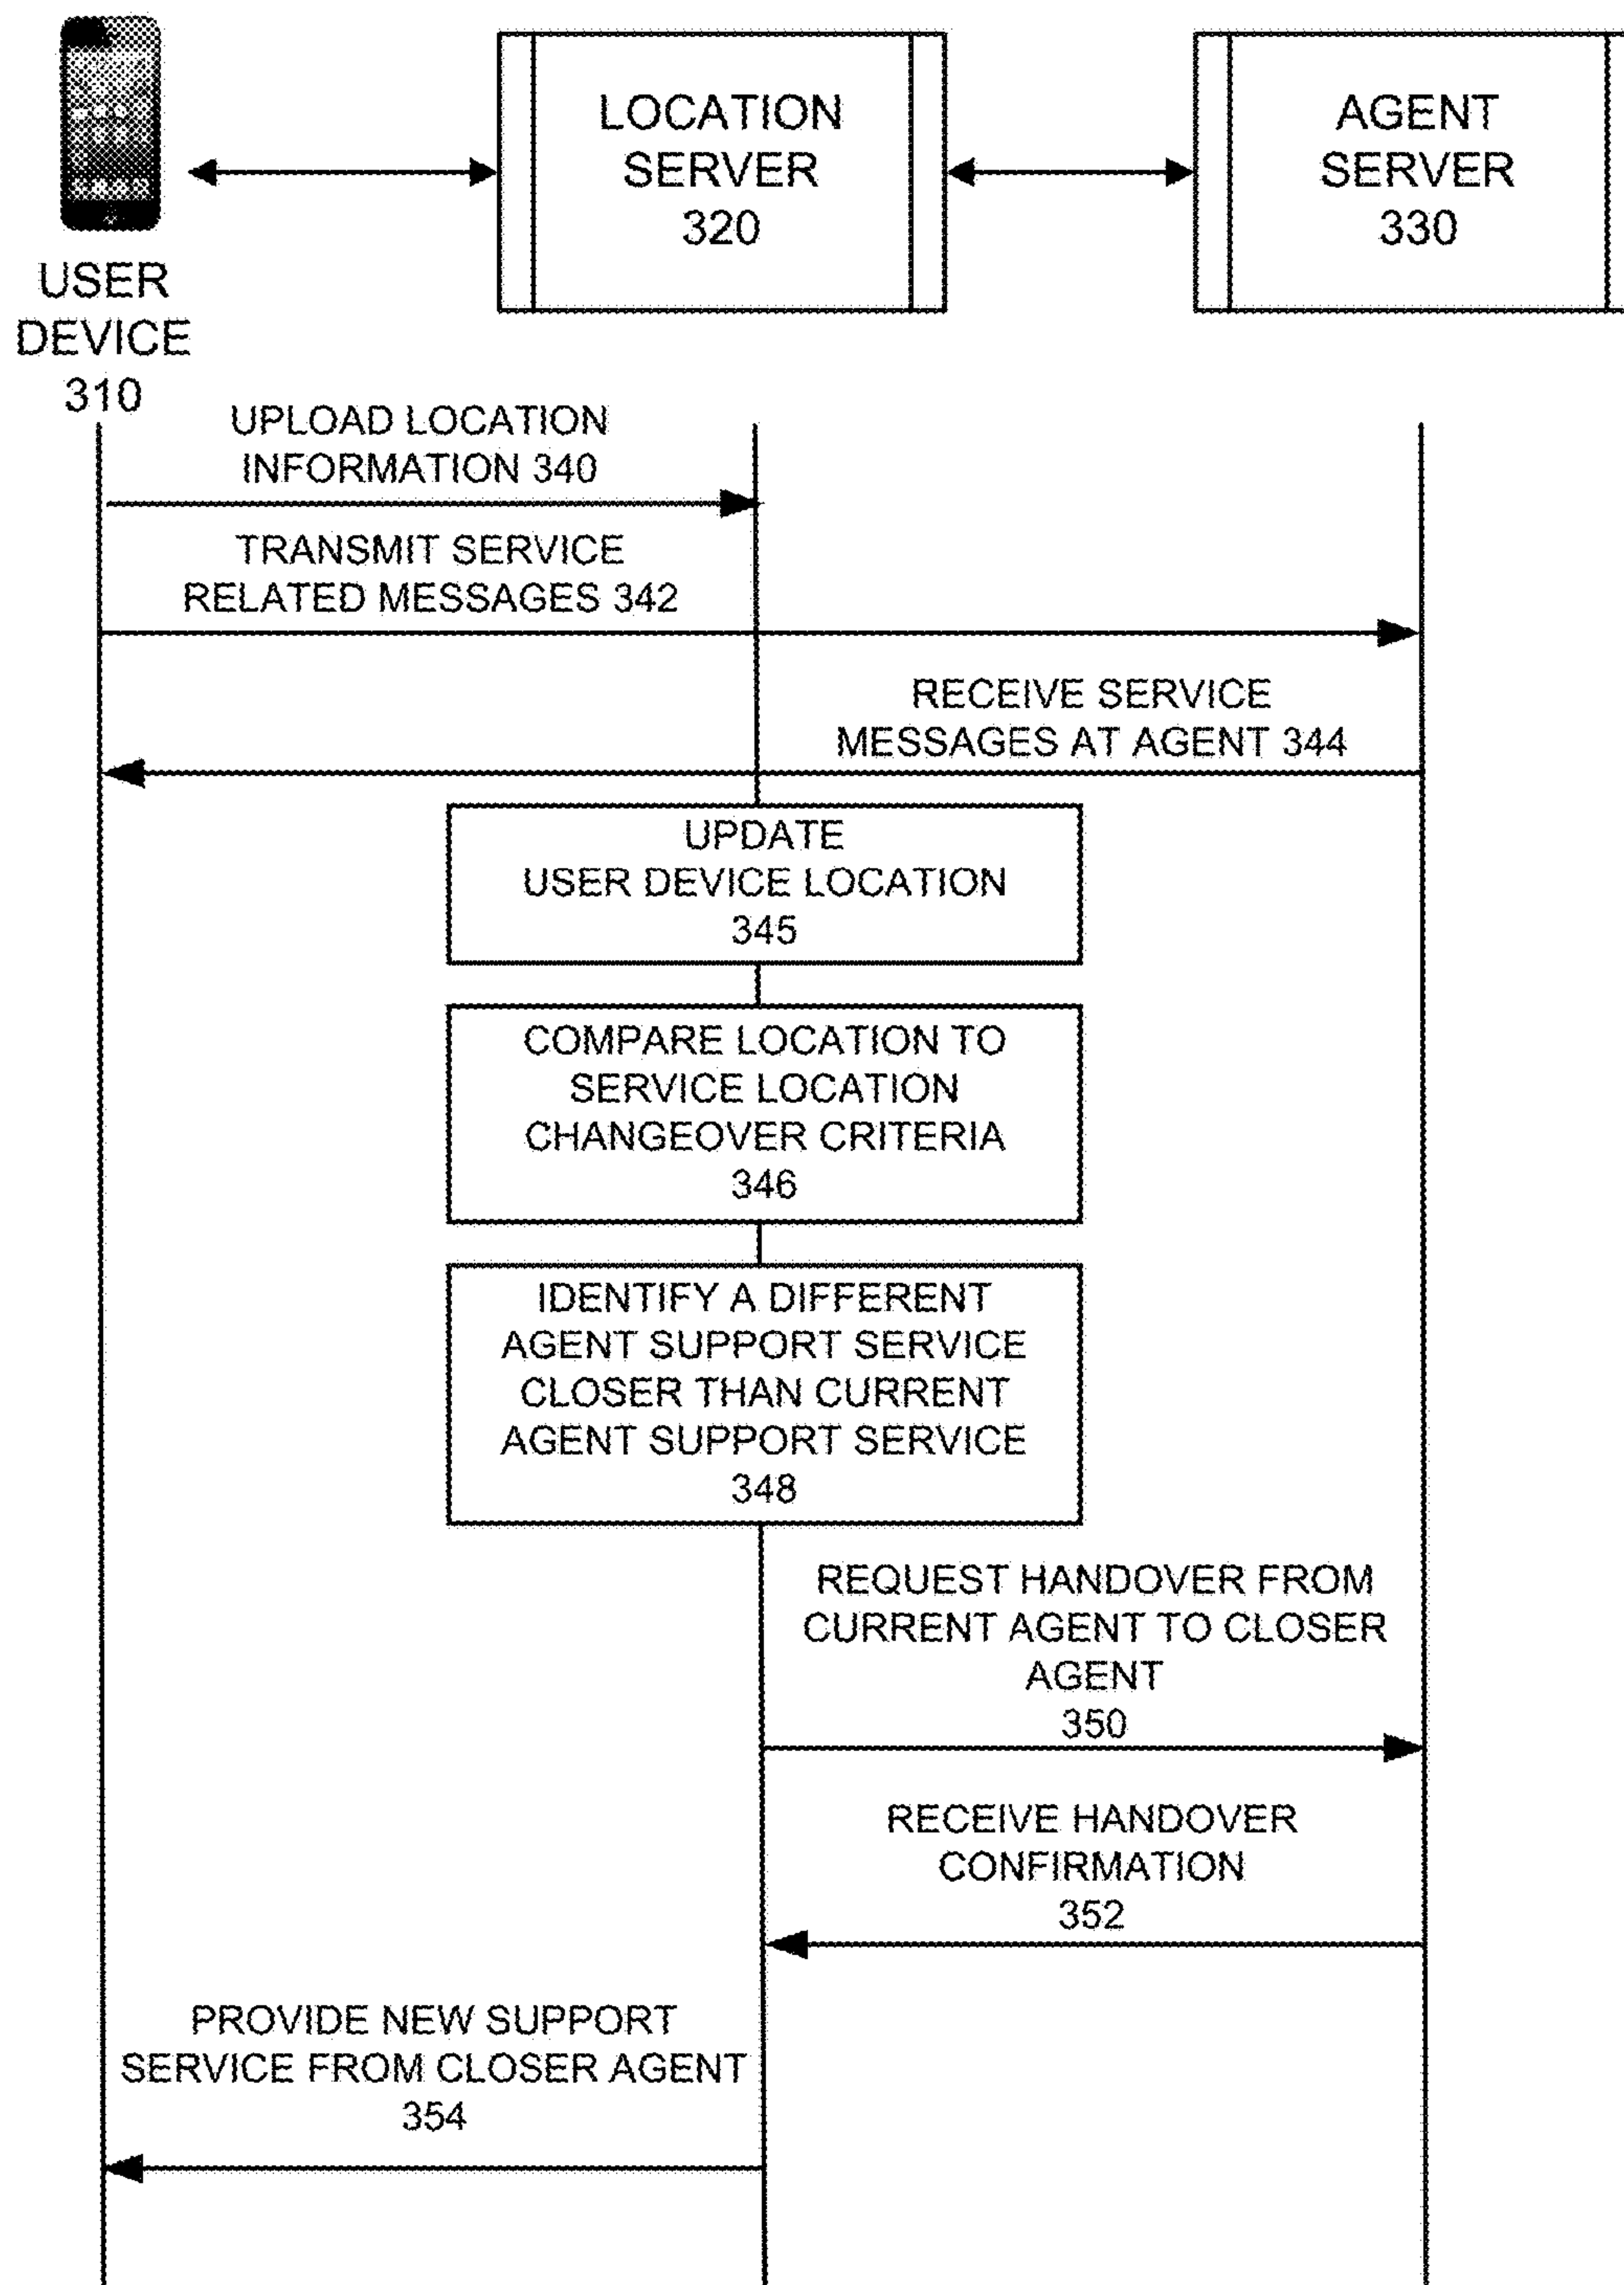 LOCATION
SERVER
320
AGENT
SERVER
330
USER
DEVICE
310
UPLOAD LOCATION
INFORMATION 340
TRANSMIT SERVICE
RELATED MESSAGES 342
RECEIVE SERVICE
MESSAGES AT AGENT 344
UPDATE
USER DEVICE LOCATION
345
COMPARE LOCATION TO
SERVICE LOCATION
CHANGEOVER CRITERIA
346
IDENTIFY A DIFFERENT
AGENT SUPPORT SERVICE
CLOSER THAN CURRENT
AGENT SUPPORT SERVICE
348
REQUEST HANDOVER FROM
CURRENT AGENT TO CLOSER
AGENT
350
RECEIVE HANDOVER
CONFIRMATION
352
PROVIDE NEW SUPPORT
SERVICE FROM CLOSER AGENT
354